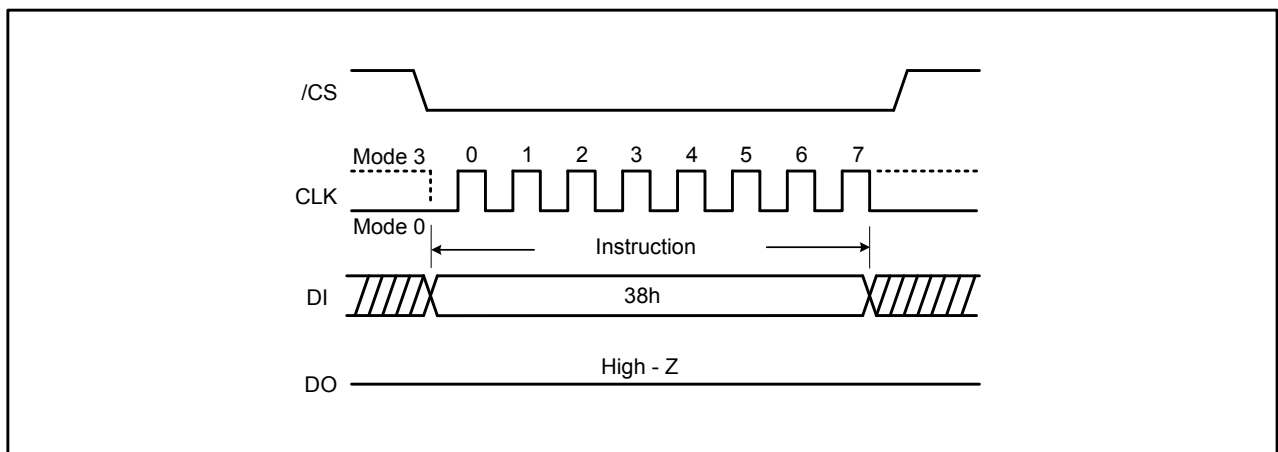 /CS
Mode 3 0 1 2 3 4 5 6 7
CLK
Mode 0
Instruction
DI 38h
High - Z
DO